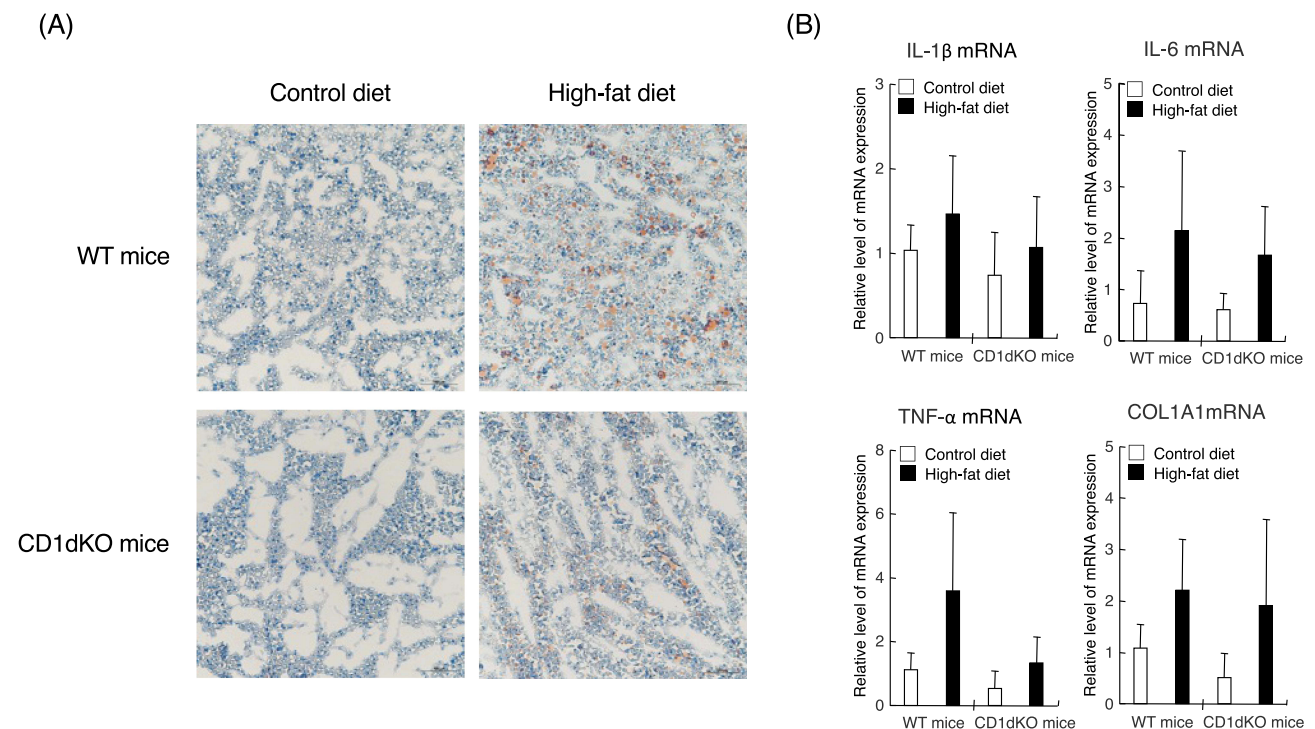 (A)
Control diet
High-fat diet
WT mice
CD1dKO mice
(B)
IL-1β mRNA
Relative level of mRNA expression
3
2
1
0
Control diet
High-fat diet
WT mice
CD1dKO mice
IL-6 mRNA
Relative level of mRNA expression
5
4
3
2
1
0
Control diet
High-fat diet
WT mice
CD1dKO mice
TNF-α mRNA
Relative level of mRNA expression
8
6
4
2
0
Control diet
High-fat diet
WT mice
CD1dKO mice
COL1A1mRNA
Relative level of mRNA expression
5
4
3
2
1
0
Control diet
High-fat diet
WT mice
CD1dKO mice